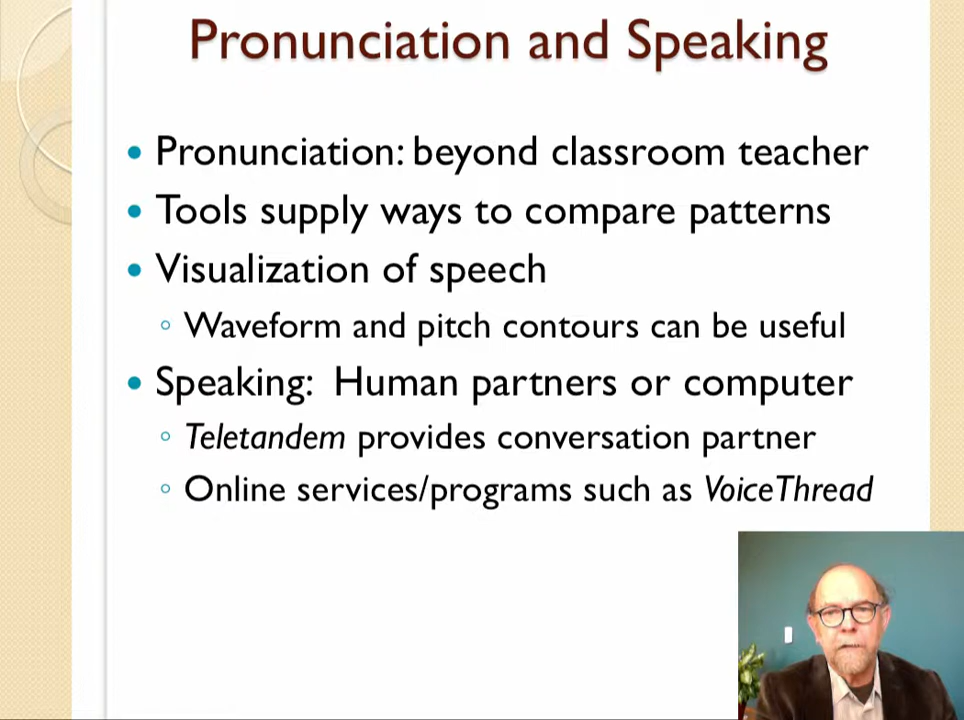 Pronunciation and Speaking
• Pronunciation: beyond classroom teacher
• Tools supply ways to compare patterns
• Visualization of speech
◦ Waveform and pitch contours can be useful
• Speaking:  Human partners or computer
◦ Teletandem provides conversation partner
◦ Online services/programs such as VoiceThread